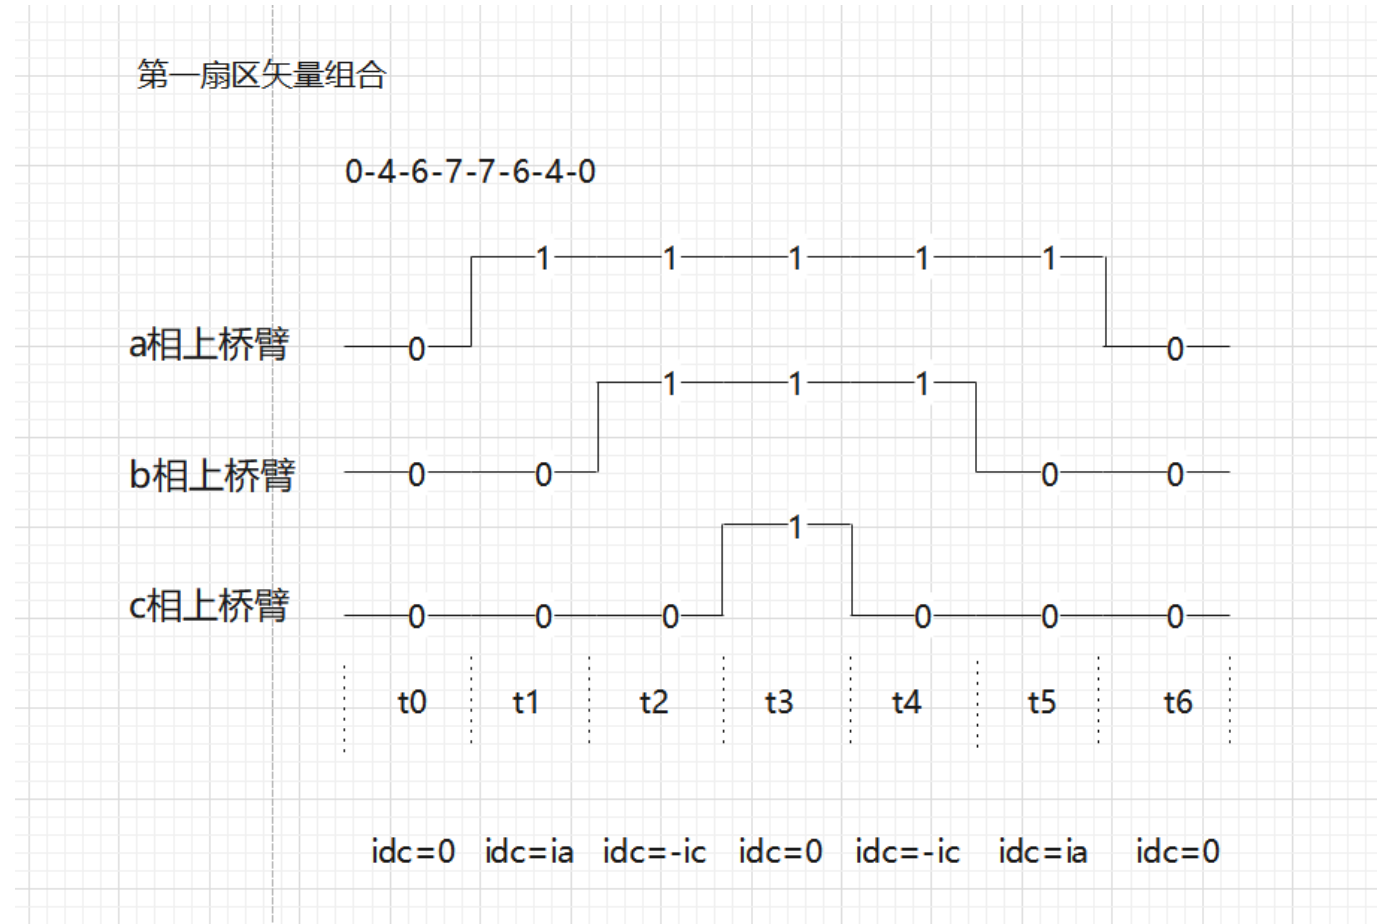 第一扇区矢量组合
0-4-6-7-7-6-4-0
1 1 1 1 1
a相上桥臂 0 0
1 1 1
b相上桥臂 0 0 0 0
1
c相上桥臂 0 0 0 0 0 0
t0 t1 t2 t3 t4 t5 t6
idc=0 idc=ia idc=-ic idc=0 idc=-ic idc=ia idc=0